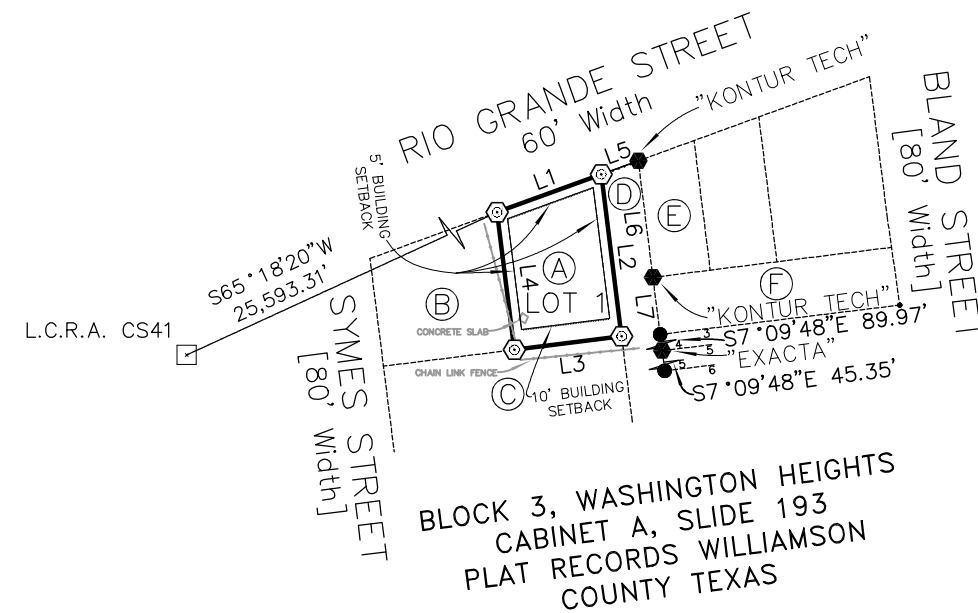 RIO GRANDE STREET
60' Width
"KONTUR TECH"
BLAND STREET
[80' Width]
5' BUILDING
SETBACK
L1
L5
D
L6
E
L2
A
L4
LOT 1
B
F
S65°18'20"W
25,593.31'
L.C.R.A. CS41
SYMES STREET
[80' Width]
CONCRETE SLAB
CHAIN LINK FENCE
L7
"KONTUR TECH"
3
4
S7°09'48"E 89.97'
5
"EXACTA"
5
6
S7°09'48"E 45.35'
L3
C
10' BUILDING
SETBACK
BLOCK 3, WASHINGTON HEIGHTS
CABINET A, SLIDE 193
PLAT RECORDS WILLIAMSON
COUNTY TEXAS